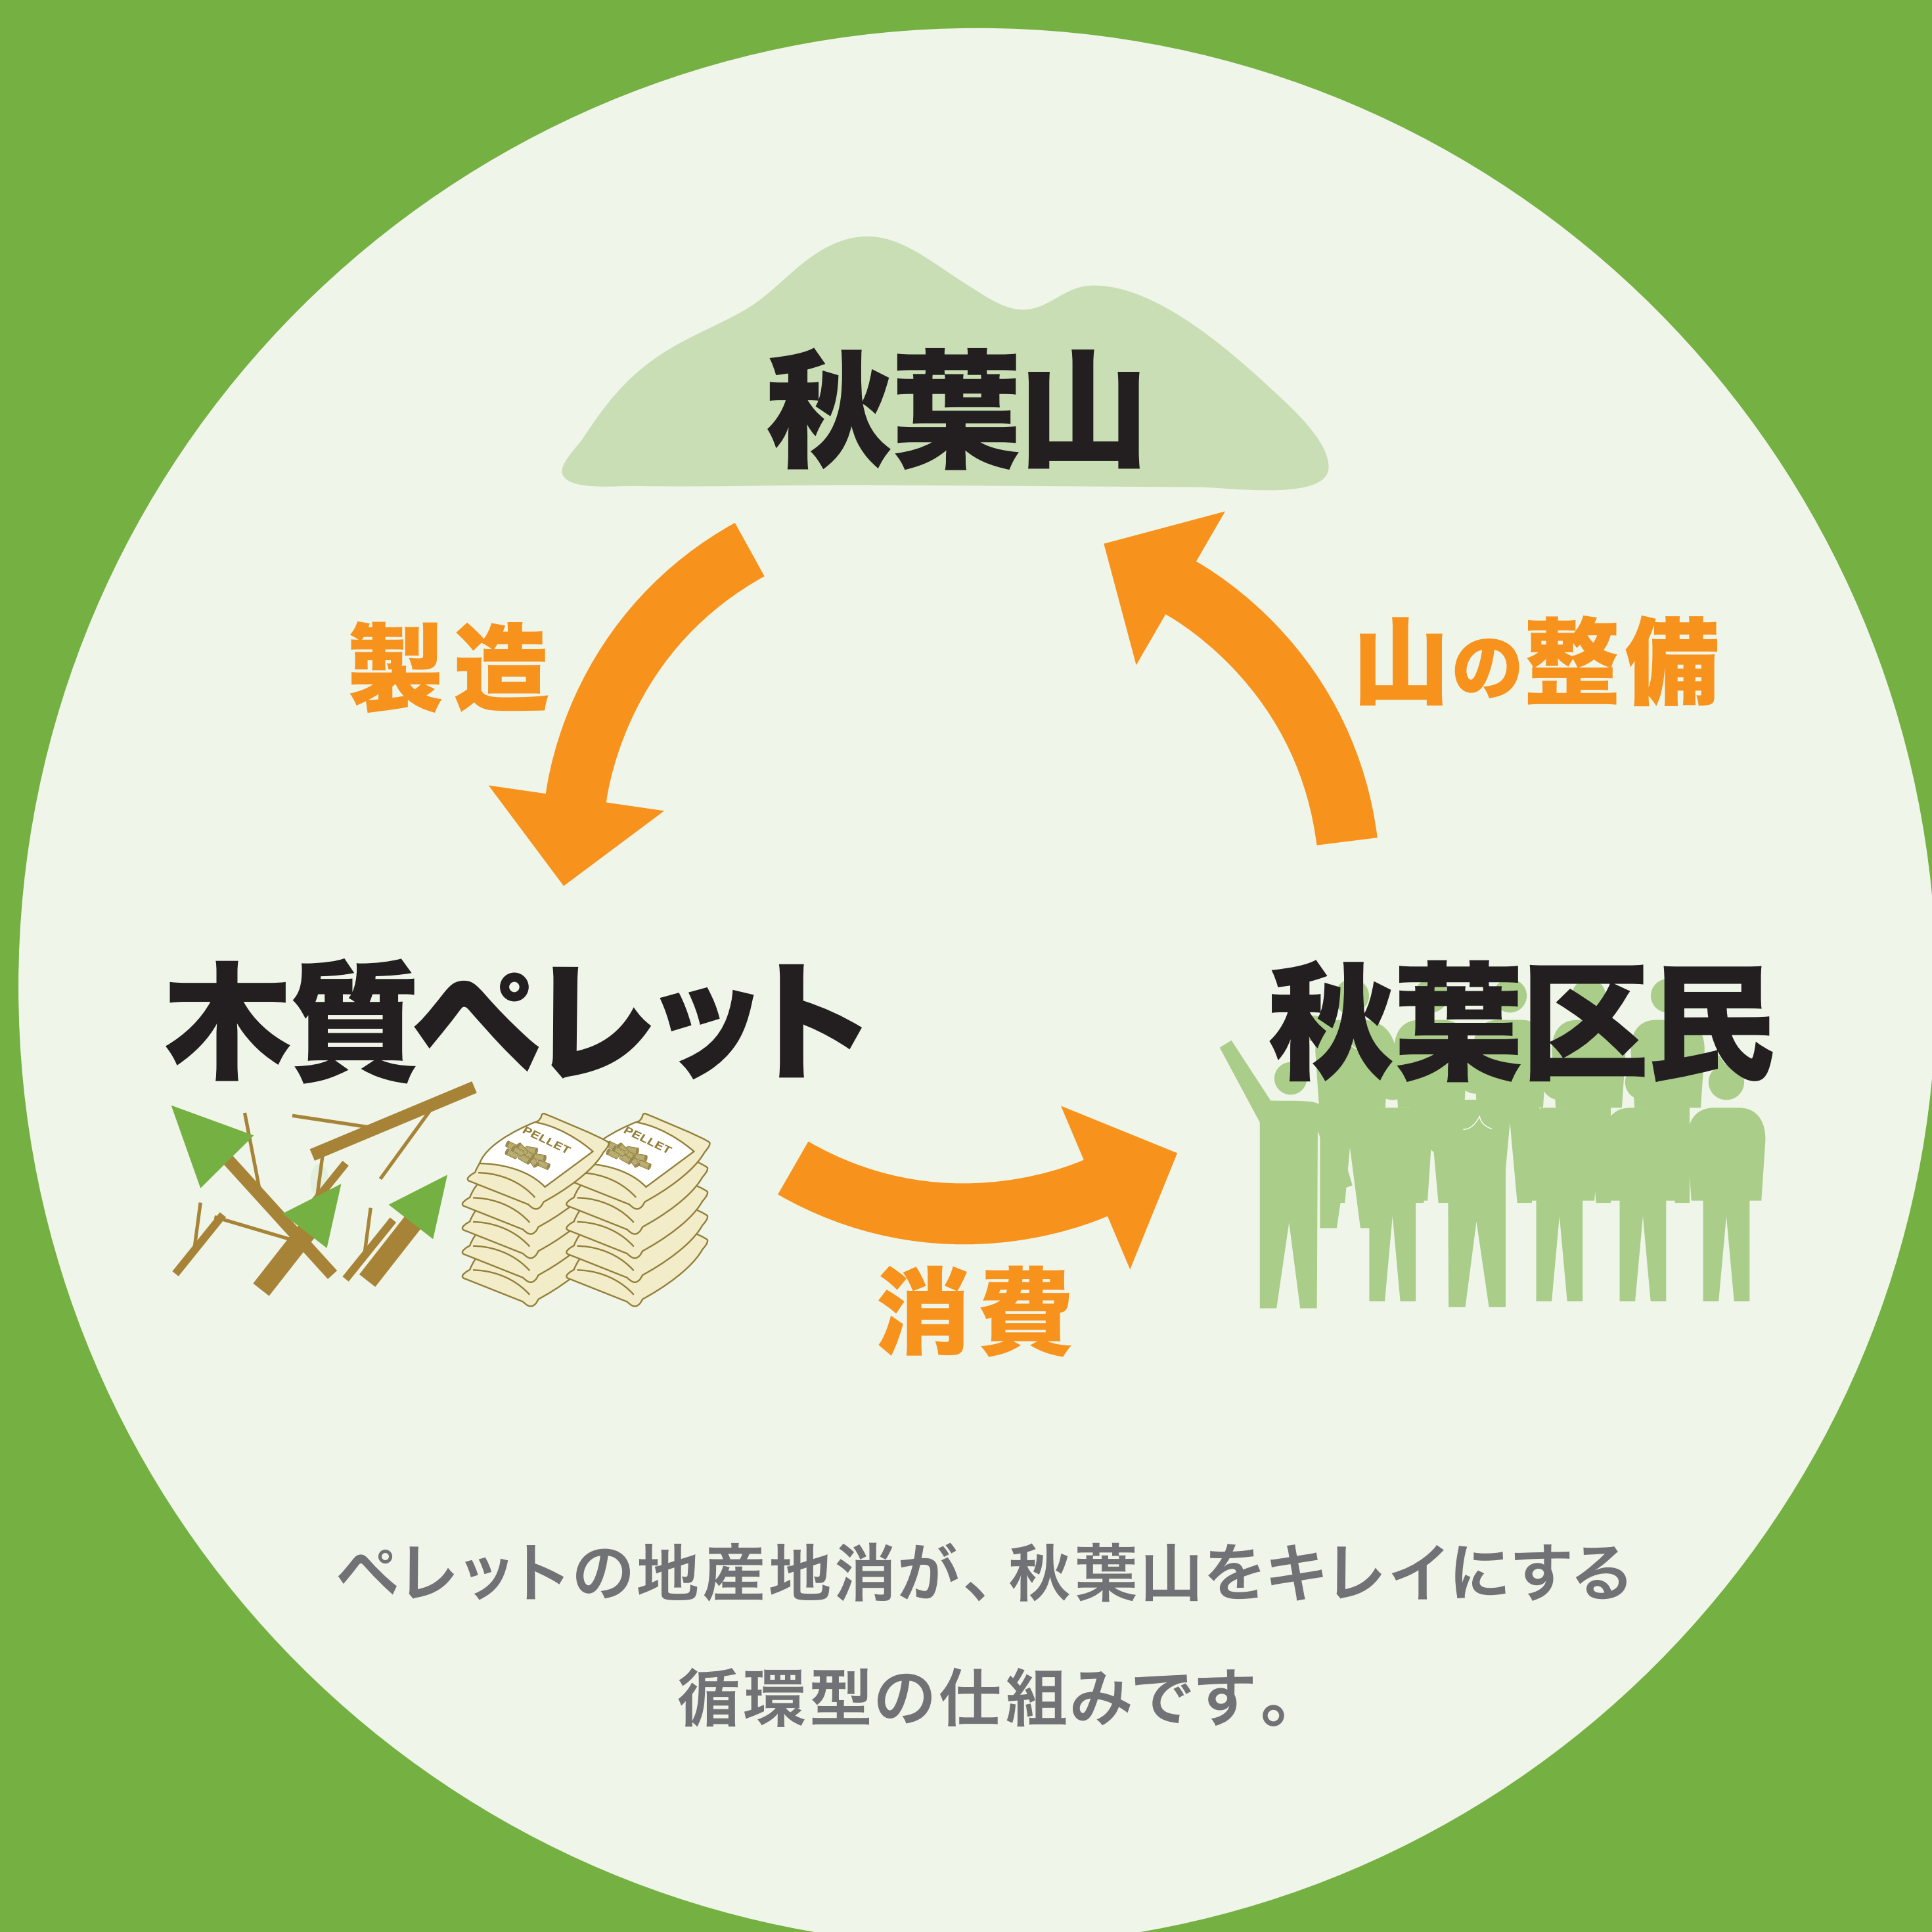 秋葉山
製造
山の整備
木質ペレット
秋葉区民
PELLET
PELLET
消費
ペレットの地産地消が、秋葉山をキレイにする
循環型の仕組みです。